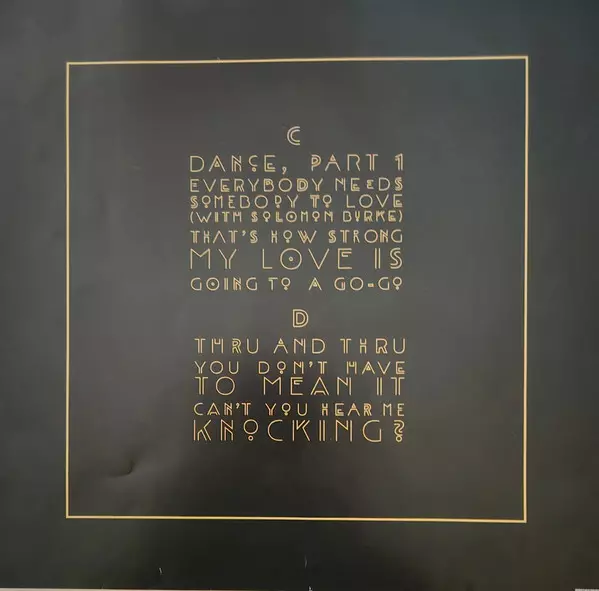 C
DANCE, PART 1
EVERYBODY NEEDS
SOMEBODY TO LOVE
(WITH SOLOMON BURKE)
THAT'S HOW STRONG
MY LOVE IS
GOING TO A GO-GO
D
THRU AND THRU
YOU DON'T HAVE
TO MEAN IT
CAN'T YOU HEAR ME
KNOCKING?